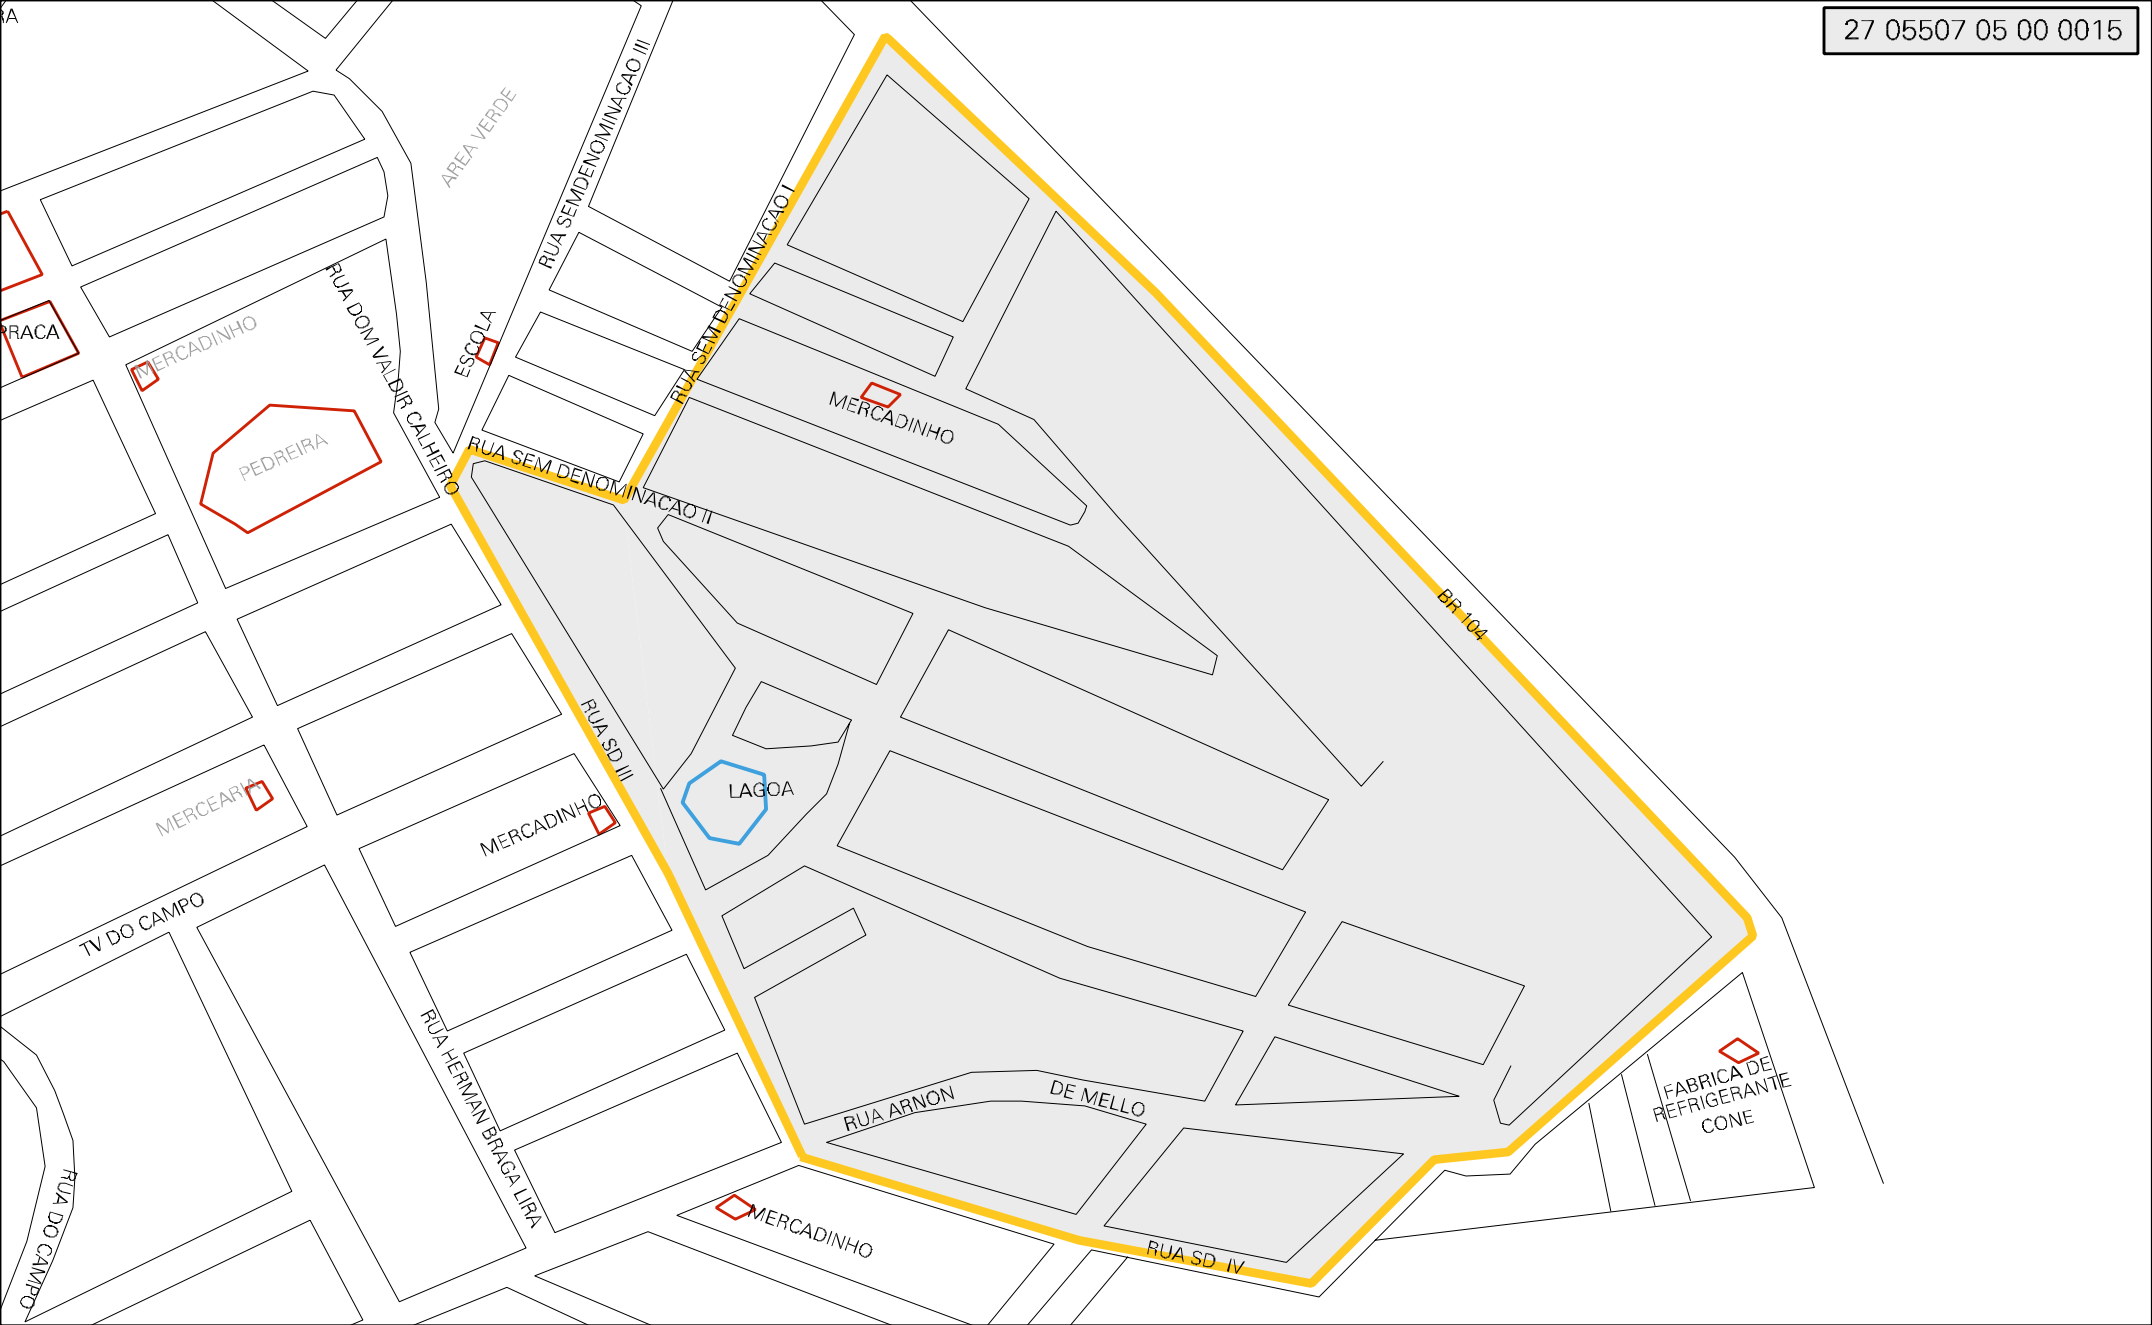 27 05507 05 00 0015
AREA VERDE
RUA SEMDENOMINACAO III
RUA SEM DENOMINACAO I
RUA DOM VALDIR CALHEIRO
PRACA
MERCADINHO
ESCOLA
MERCADINHO
PEDREIRA
RUA SEM DENOMINACAO II
BR 104
RUA SD III
LAGOA
MERCEARIA
MERCADINHO
TV DO CAMPO
RUA HERMAN BRAGA LIRA
RUA ARNON
DE MELLO
FABRICA DE
REFRIGERANTE
CONE
RUA DO CAMPO
MERCADINHO
RUA SD IV